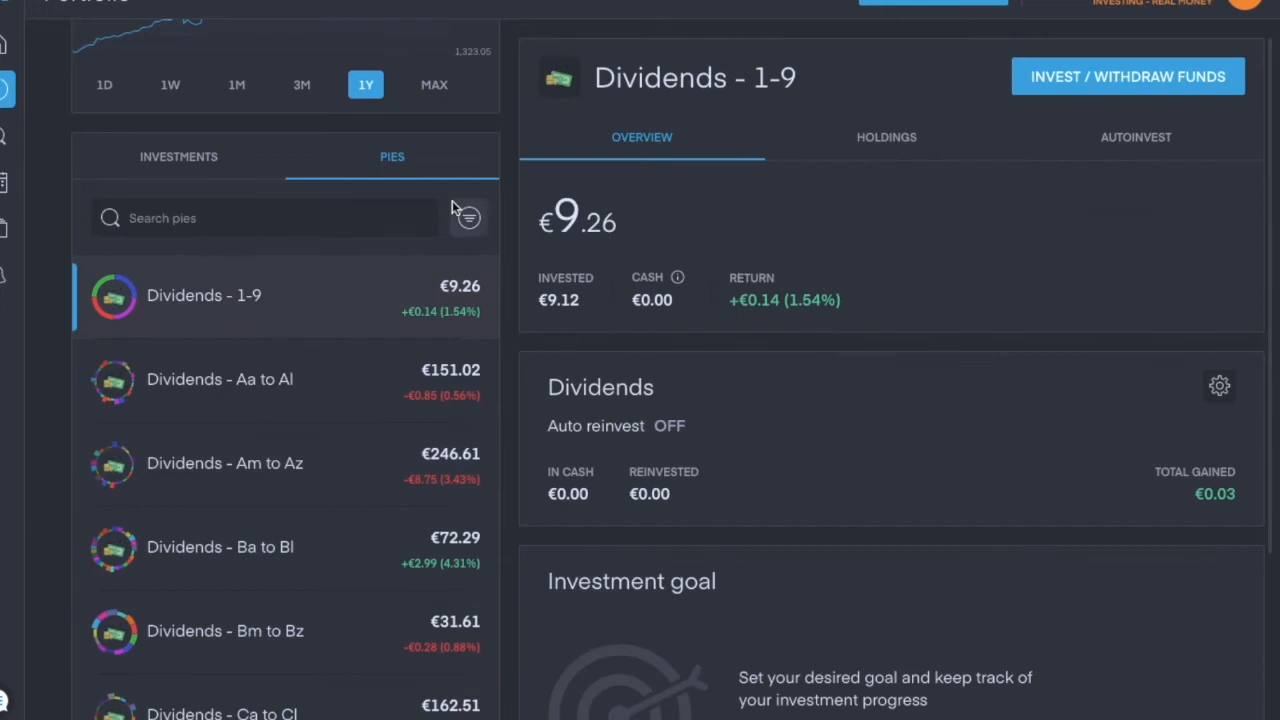 Portfolio
INVESTING - REAL MONEY
1,323.05
1D 1W 1M 3M 1Y MAX
INVESTMENTS PIES
Search pies
Dividends - 1-9 €9.26
+€0.14 (1.54%)
Dividends - Aa to Al €151.02
-€0.85 (0.56%)
Dividends - Am to Az €246.61
-€8.75 (3.43%)
Dividends - Ba to Bl €72.29
+€2.99 (4.31%)
Dividends - Bm to Bz €31.61
-€0.28 (0.88%)
Dividends - Ca to Cl €162.51
Dividends - 1-9
INVEST / WITHDRAW FUNDS
OVERVIEW HOLDINGS AUTOINVEST
€9.26
INVESTED CASH RETURN
€9.12 €0.00 +€0.14 (1.54%)
Dividends
Auto reinvest OFF
IN CASH REINVESTED TOTAL GAINED
€0.00 €0.00 €0.03
Investment goal
Set your desired goal and keep track of
your investment progress